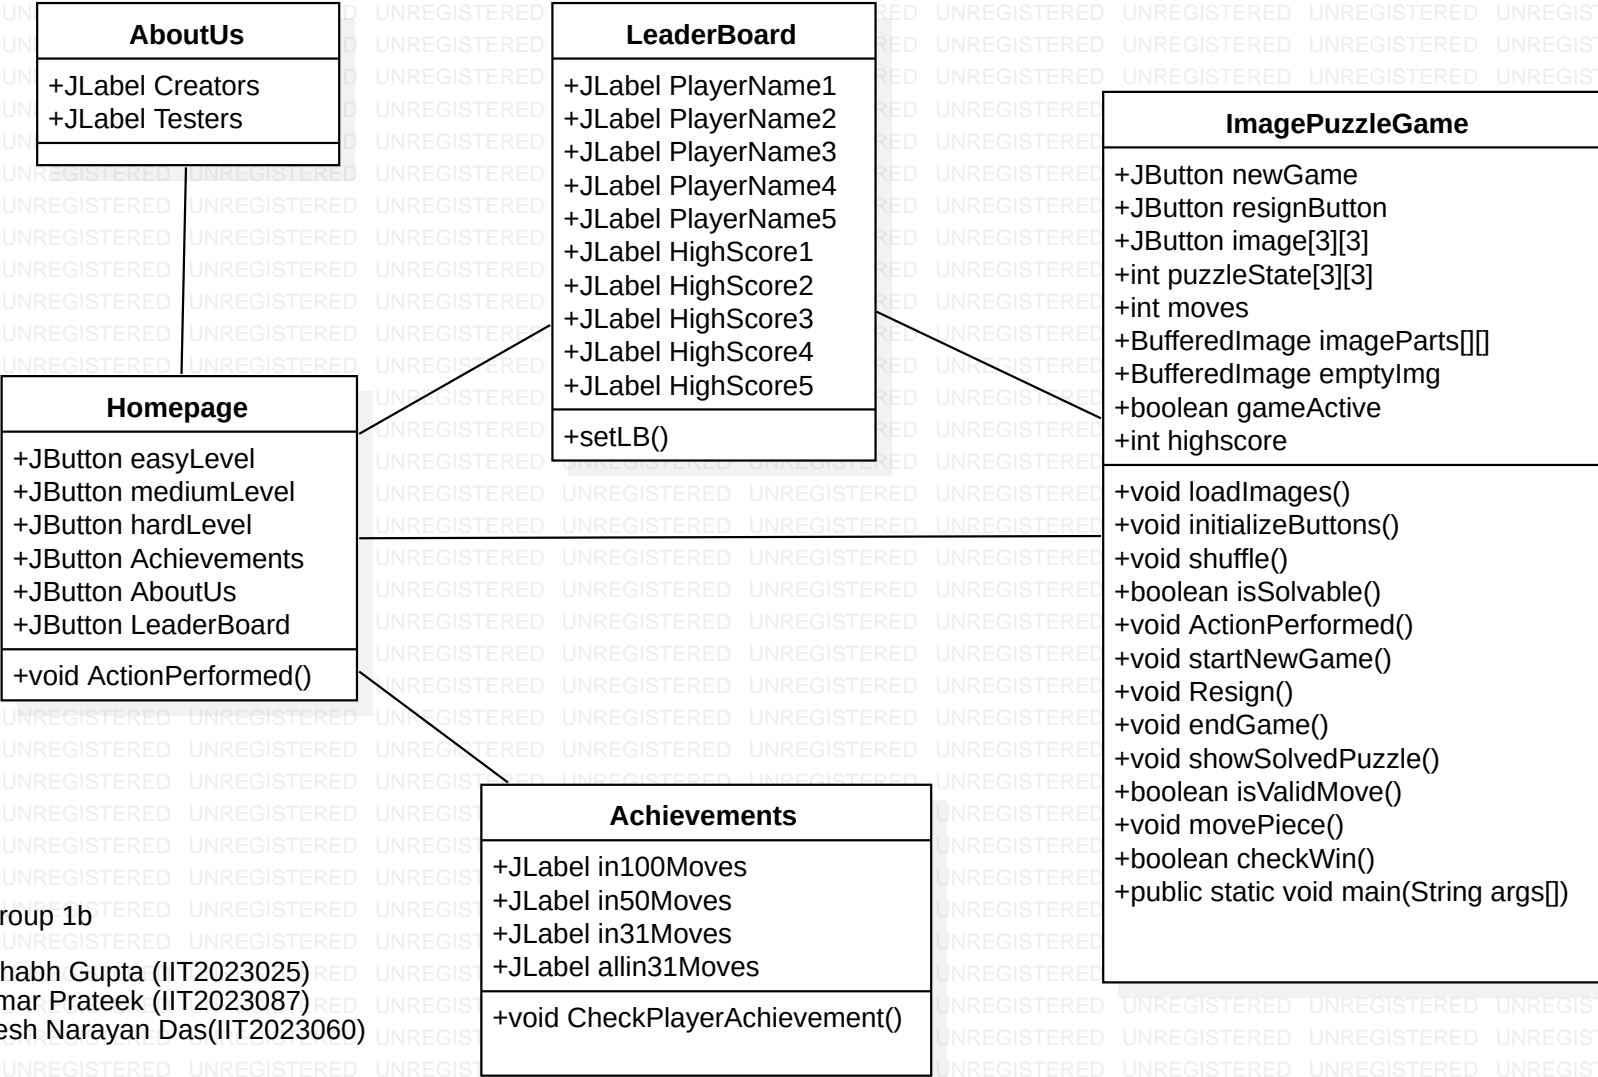 AboutUs
+JLabel Creators
+JLabel Testers
LeaderBoard
+JLabel PlayerName1
+JLabel PlayerName2
+JLabel PlayerName3
+JLabel PlayerName4
+JLabel PlayerName5
+JLabel HighScore1
+JLabel HighScore2
+JLabel HighScore3
+JLabel HighScore4
+JLabel HighScore5
+setLB()
ImagePuzzleGame
+JButton newGame
+JButton resignButton
+JButton image[3][3]
+int puzzleState[3][3]
+int moves
+BufferedImage imageParts[][]
+BufferedImage emptyImg
+boolean gameActive
+int highscore
+void loadImages()
+void initializeButtons()
+void shuffle()
+boolean isSolvable()
+void ActionPerformed()
+void startNewGame()
+void Resign()
+void endGame()
+void showSolvedPuzzle()
+boolean isValidMove()
+void movePiece()
+boolean checkWin()
+public static void main(String args[])
Homepage
+JButton easyLevel
+JButton mediumLevel
+JButton hardLevel
+JButton Achievements
+JButton AboutUs
+JButton LeaderBoard
+void ActionPerformed()
Achievements
+JLabel in100Moves
+JLabel in50Moves
+JLabel in31Moves
+JLabel allin31Moves
+void CheckPlayerAchievement()
roup 1b
habh Gupta (IIT2023025)
mar Prateek (IIT2023087)
esh Narayan Das(IIT2023060)
UNREGISTERED